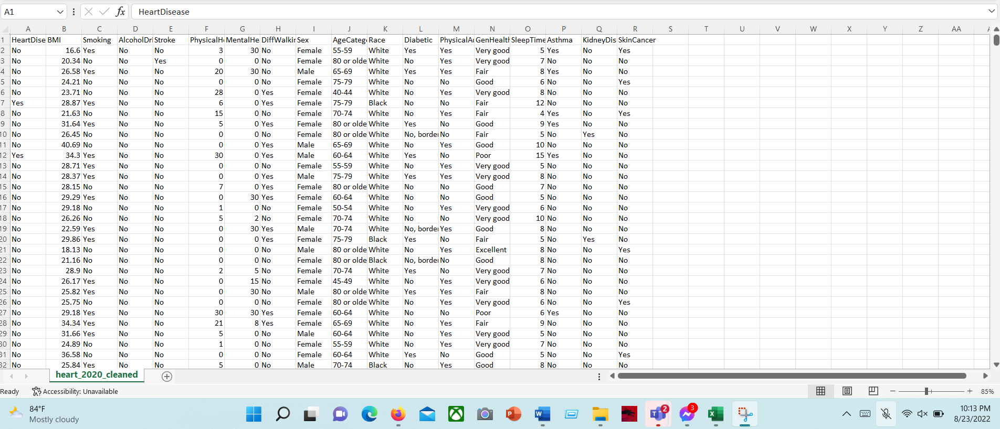 A1 fx HeartDisease
A B C D E F G H I J K L M N O P Q R S T U V W X Y Z AA
1 HeartDise BMI Smoking AlcoholDri Stroke PhysicalHe MentalHe DiffWalkin Sex AgeCatego Race Diabetic PhysicalAc GenHealth SleepTime Asthma KidneyDis SkinCancer
2 No 16.6 Yes No No 3 30 No Female 55-59 White Yes Yes Very good 5 Yes No Yes
3 No 20.34 No No Yes 0 0 No Female 80 or olde White No Yes Very good 7 No No No
4 No 26.58 Yes No No 20 30 No Male 65-69 White Yes Yes Fair 8 Yes No No
5 No 24.21 No No No 0 0 No Female 75-79 White No No Good 6 No No Yes
6 No 23.71 No No No 28 0 Yes Female 40-44 White No Yes Very good 8 No No No
7 Yes 28.87 Yes No No 6 0 Yes Female 75-79 Black No No Fair 12 No No No
8 No 21.63 No No No 15 0 No Female 70-74 White No Yes Fair 4 Yes No Yes
9 No 31.64 Yes No No 5 0 Yes Female 80 or olde White Yes No Good 9 Yes No No
10 No 26.45 No No No 0 0 No Female 80 or olde White No, border No Fair 5 No Yes No
11 No 40.69 No No No 0 0 Yes Male 65-69 White No Yes Good 10 No No No
12 Yes 34.3 Yes No No 30 0 Yes Male 60-64 White Yes No Poor 15 Yes No No
13 No 28.71 Yes No No 0 0 No Female 55-59 White No Yes Very good 5 No No No
14 No 28.37 Yes No No 0 0 Yes Male 75-79 White Yes Yes Very good 8 No No No
15 No 28.15 No No No 7 0 Yes Female 80 or olde White No No Good 7 No No No
16 No 29.29 Yes No No 0 30 Yes Female 60-64 White No No Good 5 No No No
17 No 29.18 No No No 1 0 No Female 50-54 White No Yes Very good 6 No No No
18 No 26.26 No No No 5 2 No Female 70-74 White No No Very good 10 No No No
19 No 22.59 Yes No No 0 30 Yes Male 70-74 White No, border Yes Good 8 No No No
20 No 29.86 Yes No No 0 0 Yes Female 75-79 Black Yes No Fair 5 No Yes No
21 No 18.13 No No No 0 0 No Male 80 or olde White No Yes Excellent 8 No No Yes
22 No 21.16 No No No 0 0 No Female 80 or olde Black No, border No Good 8 No No No
23 No 28.9 No No No 2 5 No Female 70-74 White Yes No Very good 7 No No No
24 No 26.17 Yes No No 0 15 No Female 45-49 White No Yes Very good 6 No No No
25 No 25.82 Yes No No 0 30 No Male 80 or olde White Yes Yes Fair 8 No No No
26 No 25.75 No No No 0 0 No Female 80 or olde White No Yes Very good 6 No No Yes
27 No 29.18 Yes No No 30 30 Yes Female 60-64 White No No Poor 6 Yes No No
28 No 34.34 Yes No No 21 8 Yes Female 65-69 White No Yes Fair 9 No No No
29 No 31.66 Yes No No 5 0 No Male 60-64 White No Yes Very good 5 No No No
30 No 24.89 No No No 1 0 No Female 55-59 White No Yes Very good 7 No No No
31 No 36.58 No No No 0 0 No Female 60-64 White Yes No Good 5 No No Yes
32 No 25.84 Yes No No 5 0 No Male 70-74 Black No Yes Good 8 No No No
heart_2020_cleaned
Ready Accessibility: Unavailable 85%
84°F
Mostly cloudy
P W T 2 3 X
10:13 PM
8/23/2022